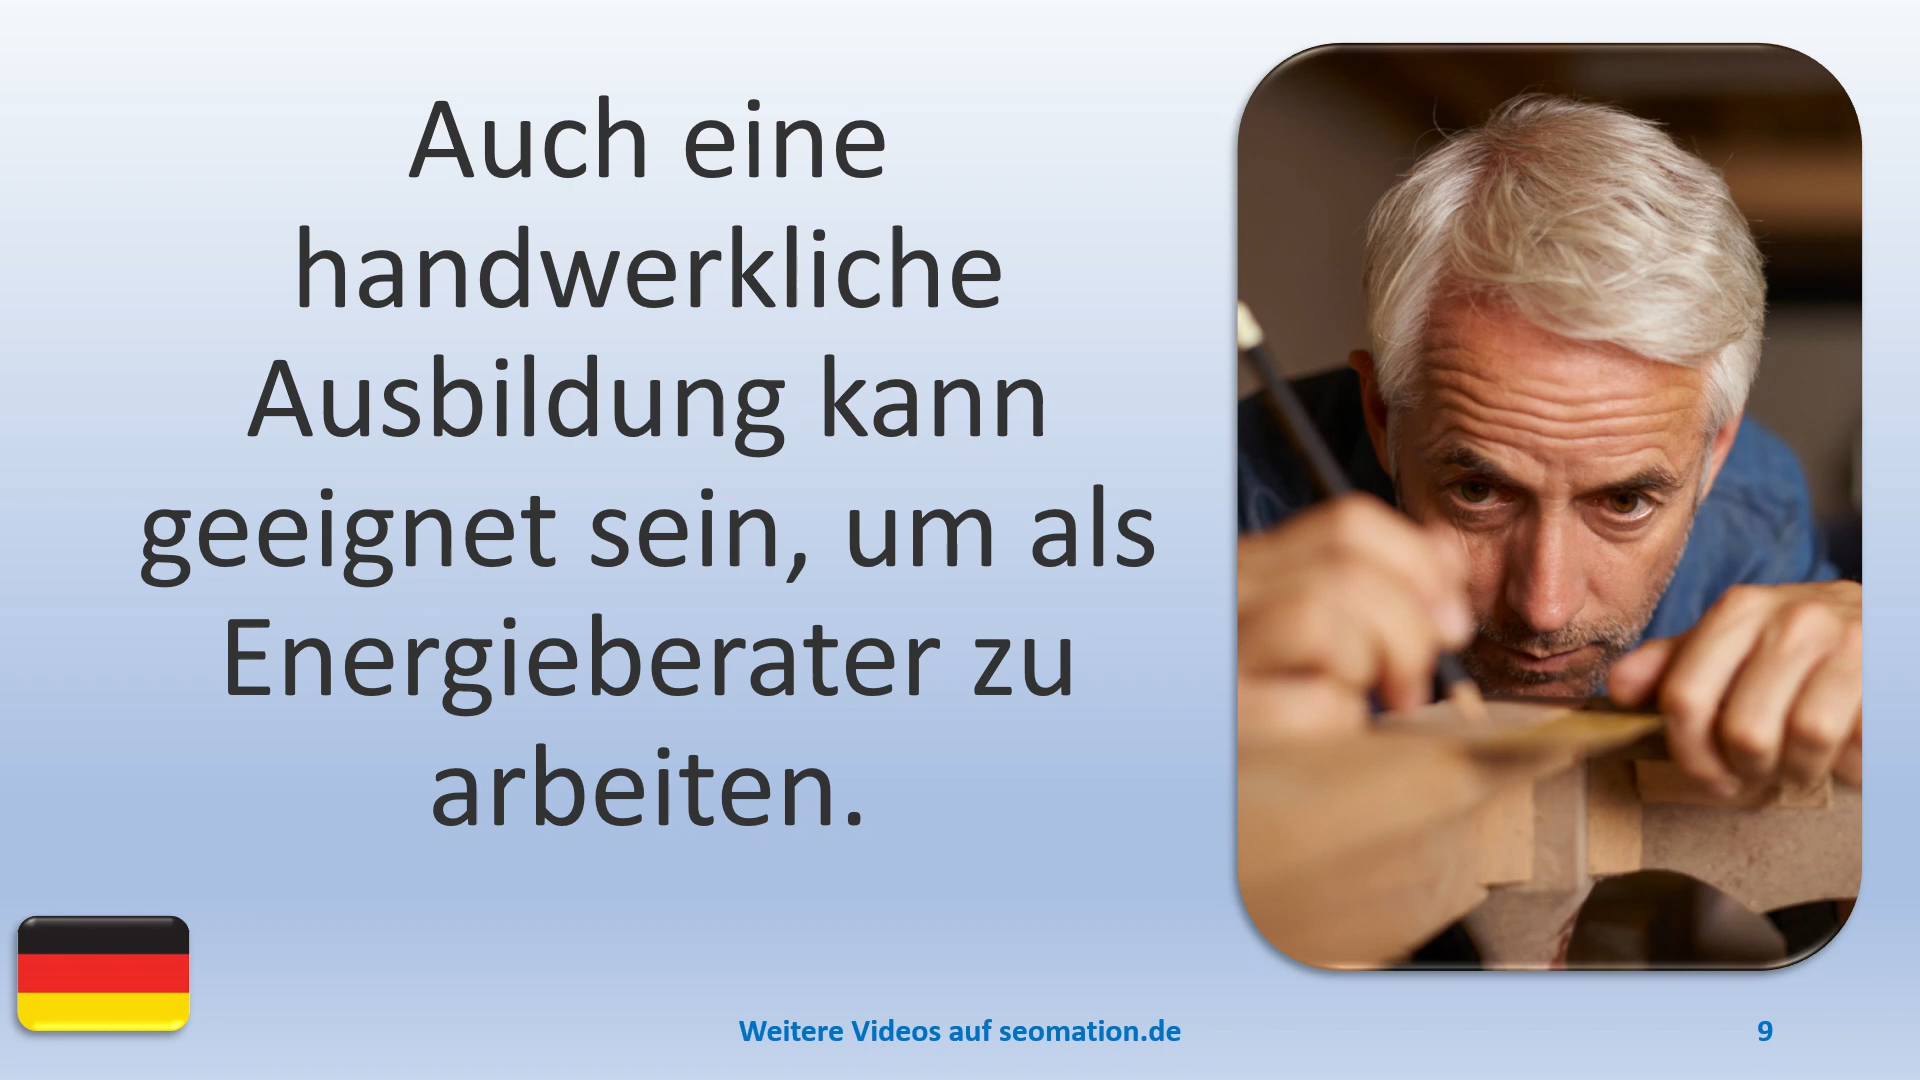 Auch eine
handwerkliche
Ausbildung kann
geeignet sein, um als
Energieberater zu
arbeiten.
Weitere Videos auf seomation.de
9